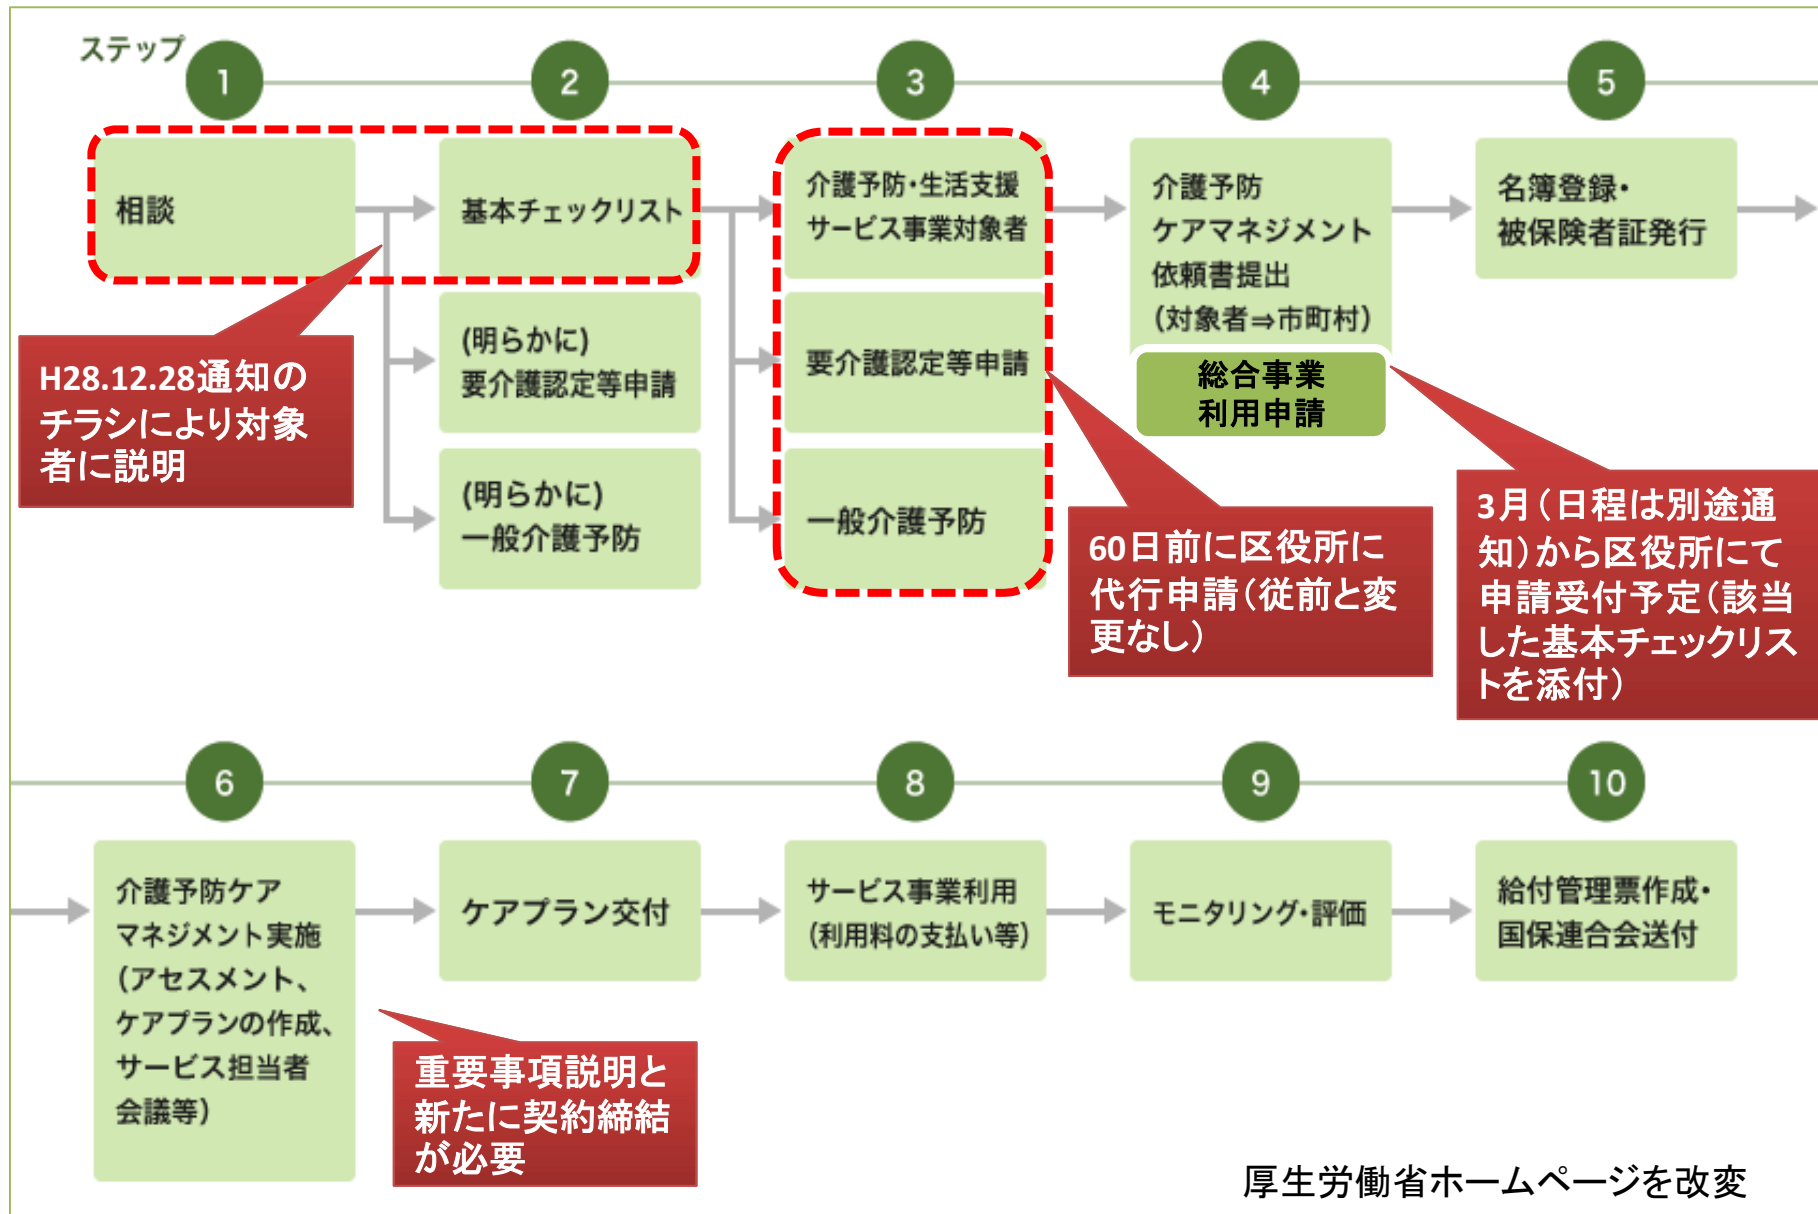 ステップ
1
2
3
4
5
相談
基本チェックリスト
(明らかに)
要介護認定等申請
(明らかに)
一般介護予防
介護予防・生活支援
サービス事業対象者
要介護認定等申請
一般介護予防
介護予防
ケアマネジメント
依頼書提出
(対象者⇒市町村)
総合事業
利用申請
名簿登録・
被保険者証発行
H28.12.28通知の
チラシにより対象
者に説明
60日前に区役所に
代行申請(従前と変
更なし)
3月(日程は別途通
知)から区役所にて
申請受付予定(該当
した基本チェックリス
トを添付)
6
7
8
9
10
介護予防ケア
マネジメント実施
(アセスメント、
ケアプランの作成、
サービス担当者
会議等)
ケアプラン交付
サービス事業利用
(利用料の支払い等)
モニタリング・評価
給付管理票作成・
国保連合会送付
重要事項説明と
新たに契約締結
が必要
厚生労働省ホームページを改変